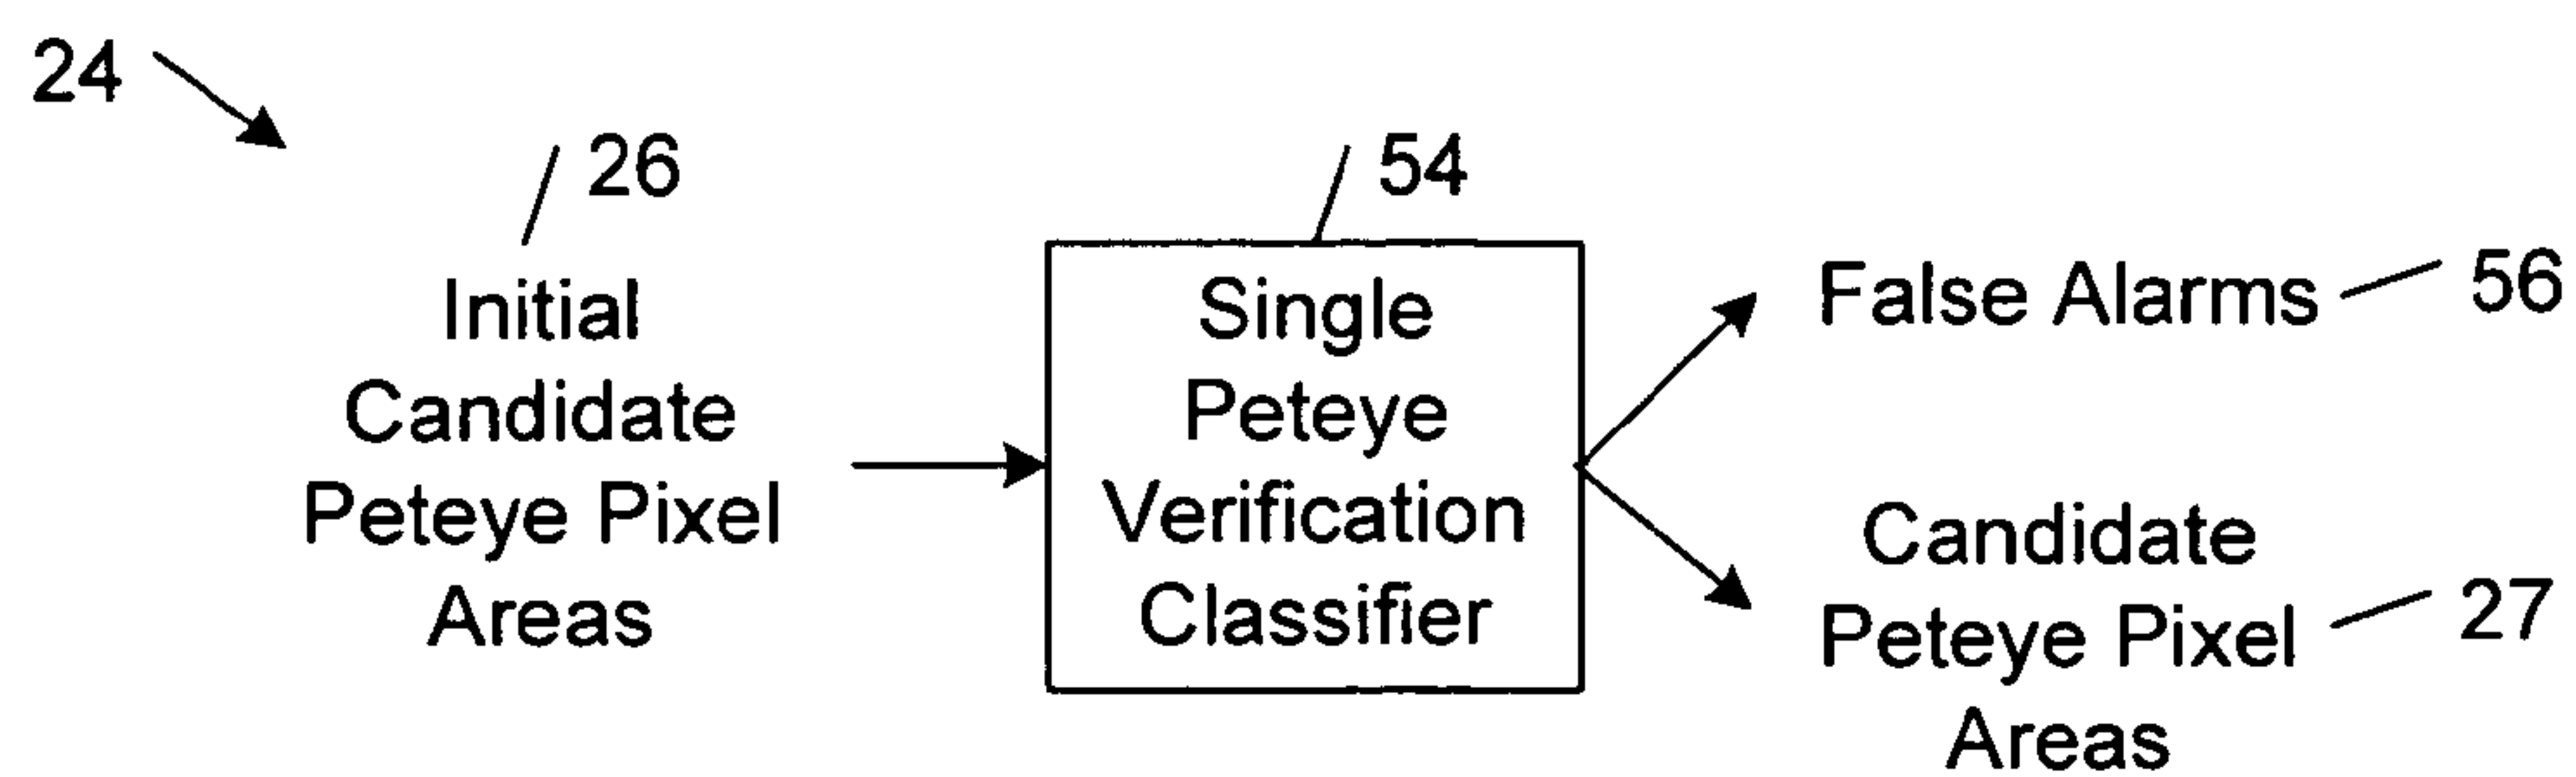 24
26
Initial
Candidate
Peteye Pixel
Areas
54
Single
Peteye
Verification
Classifier
False Alarms
56
Candidate
Peteye Pixel
Areas
27